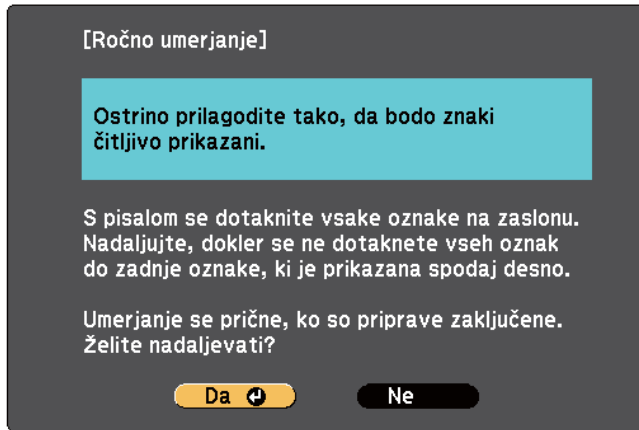 [Ročno umerjanje]
Ostrino prilagodite tako, da bodo znaki
čitljivo prikazani.
S pisalom se dotaknite vsake oznake na zaslonu.
Nadaljujte, dokler se ne dotaknete vseh oznak
do zadnje oznake, ki je prikazana spodaj desno.
Umerjanje se prične, ko so priprave zaključene.
Želite nadaljevati?
Da Ne